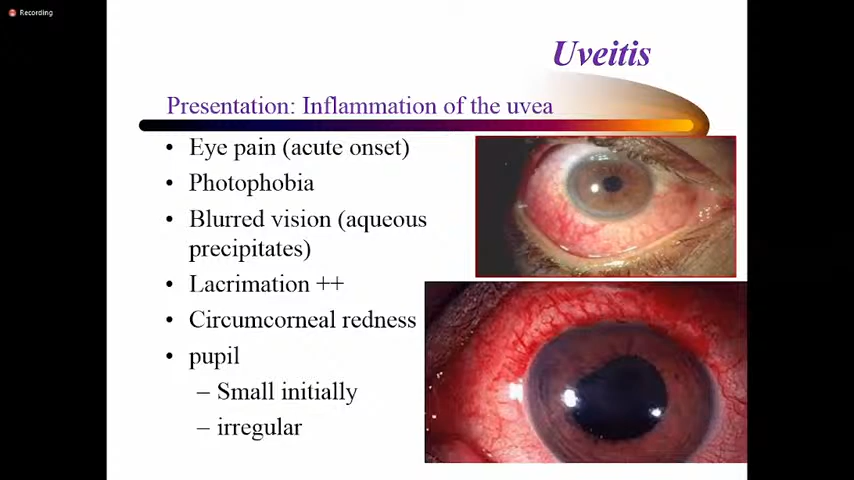 Recording
Uveitis
Presentation: Inflammation of the uvea
• Eye pain (acute onset)
• Photophobia
• Blurred vision (aqueous
precipitates)
• Lacrimation ++
• Circumcorneal redness
• pupil
– Small initially
– irregular